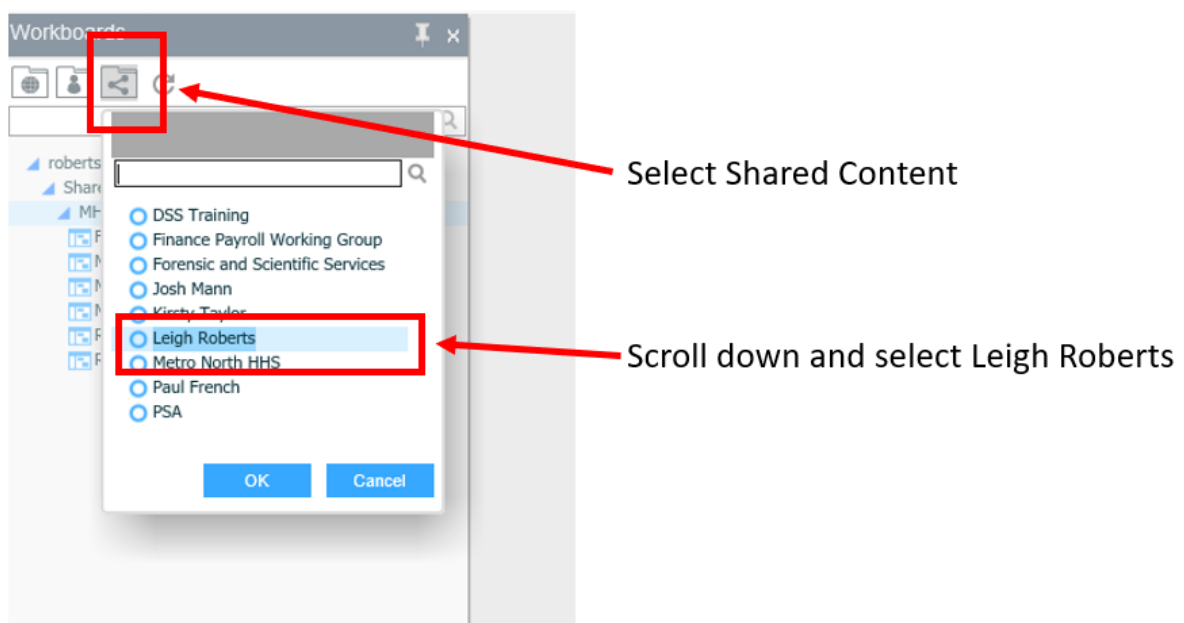 Workboards
roberts
Share
MH
DSS Training
Finance Payroll Working Group
Forensic and Scientific Services
Josh Mann
Kirsty Taylor
Leigh Roberts
Metro North HHS
Paul French
PSA
OK
Cancel
Select Shared Content
Scroll down and select Leigh Roberts